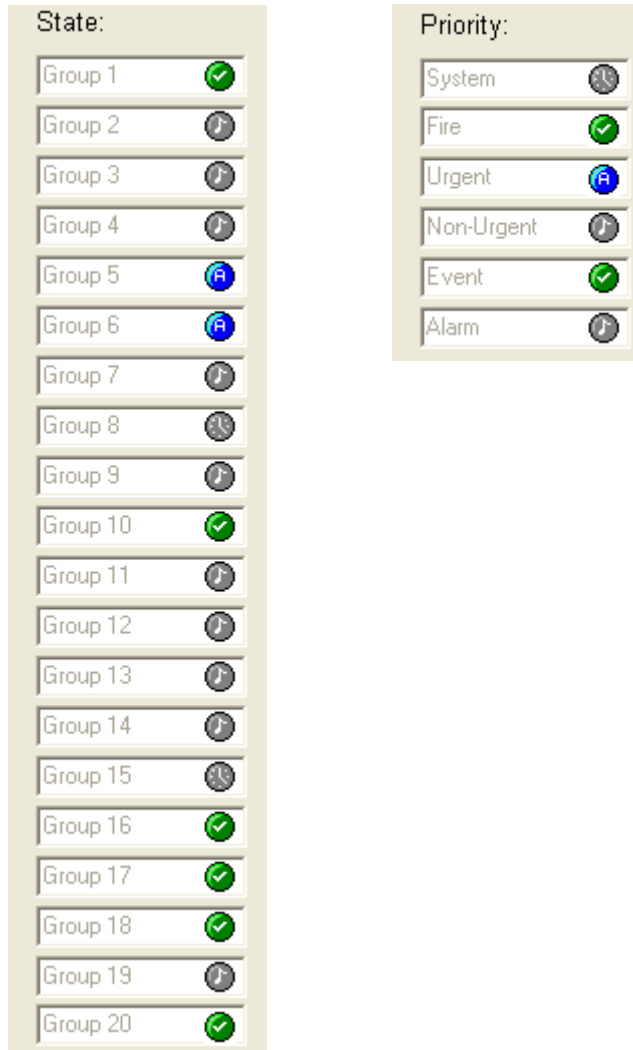 State:
Group 1
Group 2
Group 3
Group 4
Group 5
A
Group 6
A
Group 7
Group 8
Group 9
Group 10
Group 11
Group 12
Group 13
Group 14
Group 15
Group 16
Group 17
Group 18
Group 19
Group 20
Priority:
System
Fire
Urgent
A
Non-Urgent
Event
Alarm